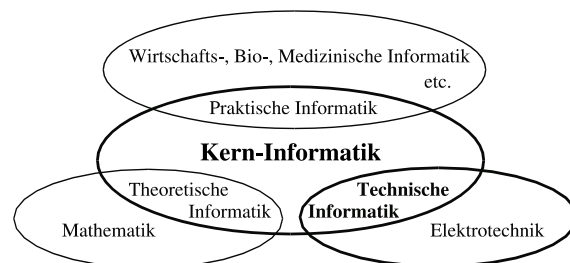 Wirtschafts-, Bio-, Medizinische Informatik
etc.
Praktische Informatik
Kern-Informatik
Theoretische
Informatik
Technische
Informatik
Mathematik
Elektrotechnik